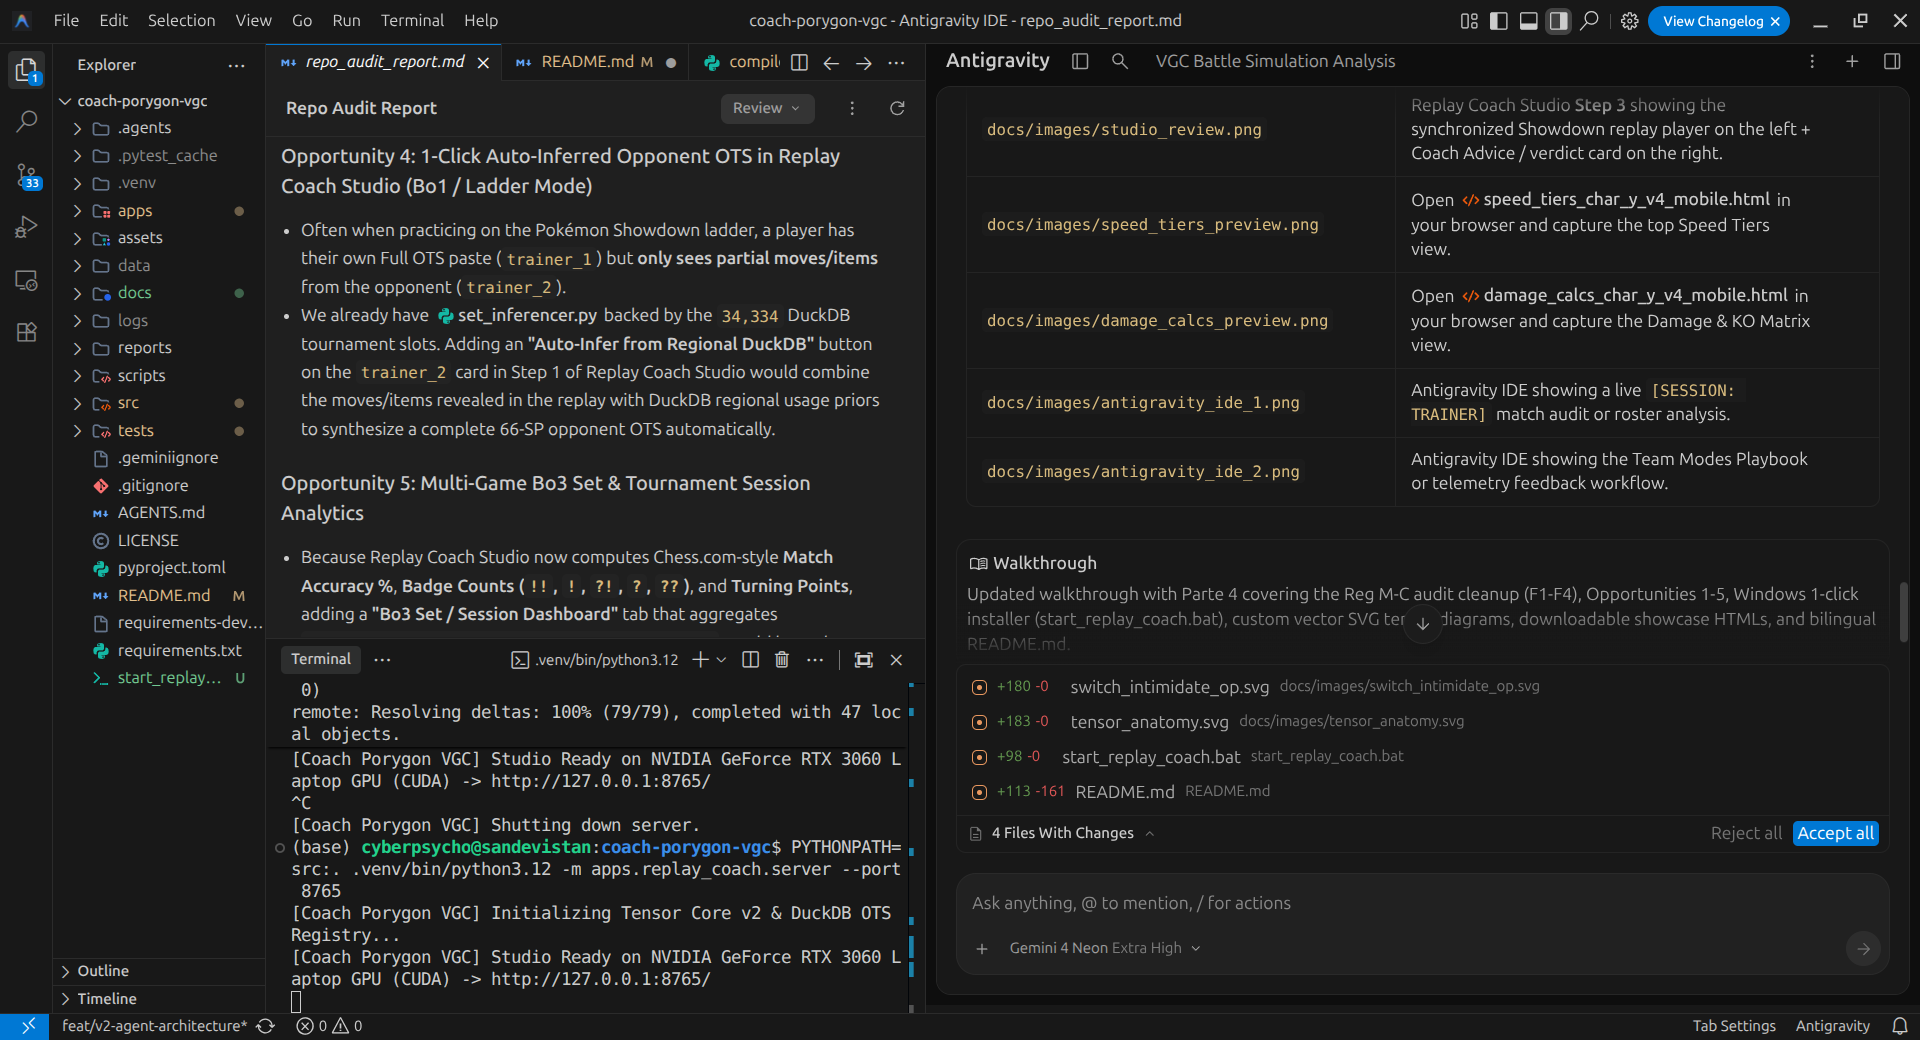 File Edit Selection View Go Run Terminal Help
coach-porygon-vgc - Antigravity IDE - repo_audit_report.md
View Changelog
Explorer
coach-porygon-vgc
.agents
.pytest_cache
.venv
apps
assets
data
docs
logs
reports
scripts
src
tests
.geminiignore
.gitignore
AGENTS.md
LICENSE
pyproject.toml
README.md M
requirements-dev...
requirements.txt
start_replay... U
Outline
Timeline
1
33
repo_audit_report.md
README.md M
compil
Repo Audit Report
Review
Opportunity 4: 1-Click Auto-Inferred Opponent OTS in Replay
Coach Studio (Bo1 / Ladder Mode)
• Often when practicing on the Pokémon Showdown ladder, a player has
their own Full OTS paste ( trainer_1 ) but only sees partial moves/items
from the opponent ( trainer_2 ).
• We already have set_inferencer.py backed by the 34,334 DuckDB
tournament slots. Adding an "Auto-Infer from Regional DuckDB" button
on the trainer_2 card in Step 1 of Replay Coach Studio would combine
the moves/items revealed in the replay with DuckDB regional usage priors
to synthesize a complete 66-SP opponent OTS automatically.
Opportunity 5: Multi-Game Bo3 Set & Tournament Session
Analytics
• Because Replay Coach Studio now computes Chess.com-style Match
Accuracy %, Badge Counts ( !! , ! , ?! , ? , ?? ), and Turning Points,
adding a "Bo3 Set / Session Dashboard" tab that aggregates
Terminal
.venv/bin/python3.12
0)
remote: Resolving deltas: 100% (79/79), completed with 47 loc
al objects.
[Coach Porygon VGC] Studio Ready on NVIDIA GeForce RTX 3060 L
aptop GPU (CUDA) -> http://127.0.0.1:8765/
^C
[Coach Porygon VGC] Shutting down server.
(base) cyberpsycho@sandevistan:coach-porygon-vgc$ PYTHONPATH=
src:. .venv/bin/python3.12 -m apps.replay_coach.server --port
8765
[Coach Porygon VGC] Initializing Tensor Core v2 & DuckDB OTS
Registry...
[Coach Porygon VGC] Studio Ready on NVIDIA GeForce RTX 3060 L
aptop GPU (CUDA) -> http://127.0.0.1:8765/
Antigravity
VGC Battle Simulation Analysis
docs/images/studio_review.png
Replay Coach Studio Step 3 showing the
synchronized Showdown replay player on the left +
Coach Advice / verdict card on the right.
docs/images/speed_tiers_preview.png
Open speed_tiers_char_y_v4_mobile.html in
your browser and capture the top Speed Tiers
view.
docs/images/damage_calcs_preview.png
Open damage_calcs_char_y_v4_mobile.html in
your browser and capture the Damage & KO Matrix
view.
docs/images/antigravity_ide_1.png
Antigravity IDE showing a live [SESSION:
TRAINER] match audit or roster analysis.
docs/images/antigravity_ide_2.png
Antigravity IDE showing the Team Modes Playbook
or telemetry feedback workflow.
Walkthrough
Updated walkthrough with Parte 4 covering the Reg M-C audit cleanup (F1-F4), Opportunities 1-5, Windows 1-click
installer (start_replay_coach.bat), custom vector SVG diagrams, downloadable showcase HTMLs, and bilingual
README.md.
+180 -0 switch_intimidate_op.svg docs/images/switch_intimidate_op.svg
+183 -0 tensor_anatomy.svg docs/images/tensor_anatomy.svg
+98 -0 start_replay_coach.bat start_replay_coach.bat
+113 -161 README.md README.md
4 Files With Changes
Reject all Accept all
Ask anything, @ to mention, / for actions
Gemini 4 Neon Extra High
feat/v2-agent-architecture* 0 0
Tab Settings Antigravity